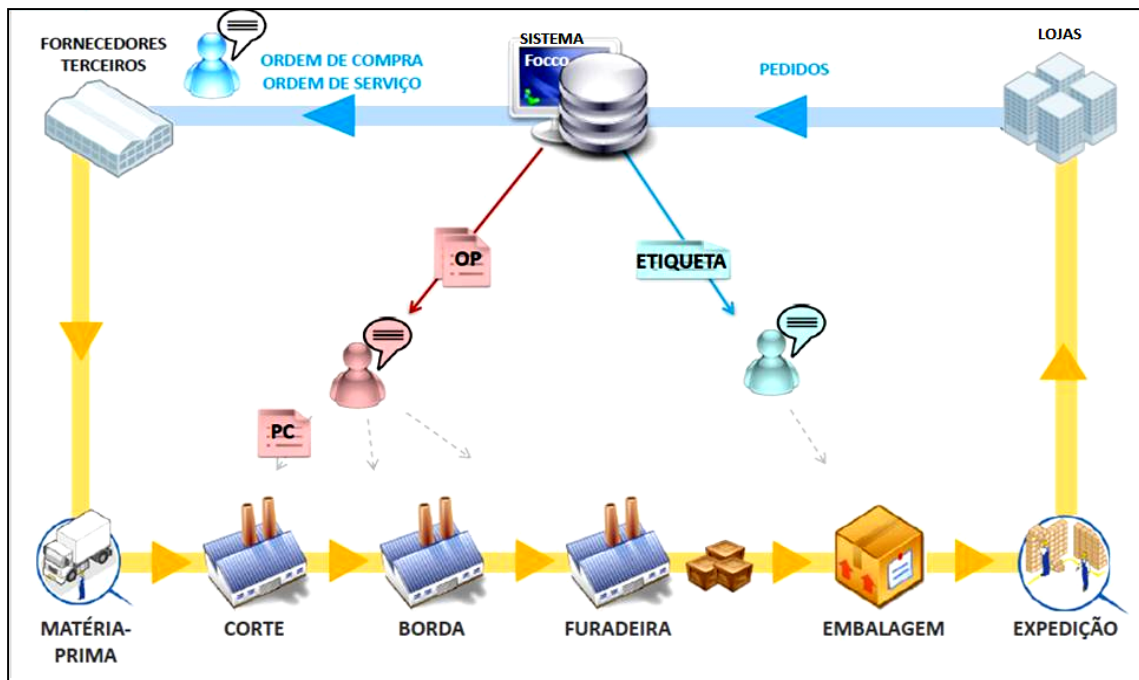 FORNECEDORES
TERCEIROS
ORDEM DE COMPRA
ORDEM DE SERVIÇO
SISTEMA
Focco
PEDIDOS
LOJAS
OP
ETIQUETA
PC
MATÉRIA-
PRIMA
CORTE
BORDA
FURADEIRA
EMBALAGEM
EXPEDIÇÃO